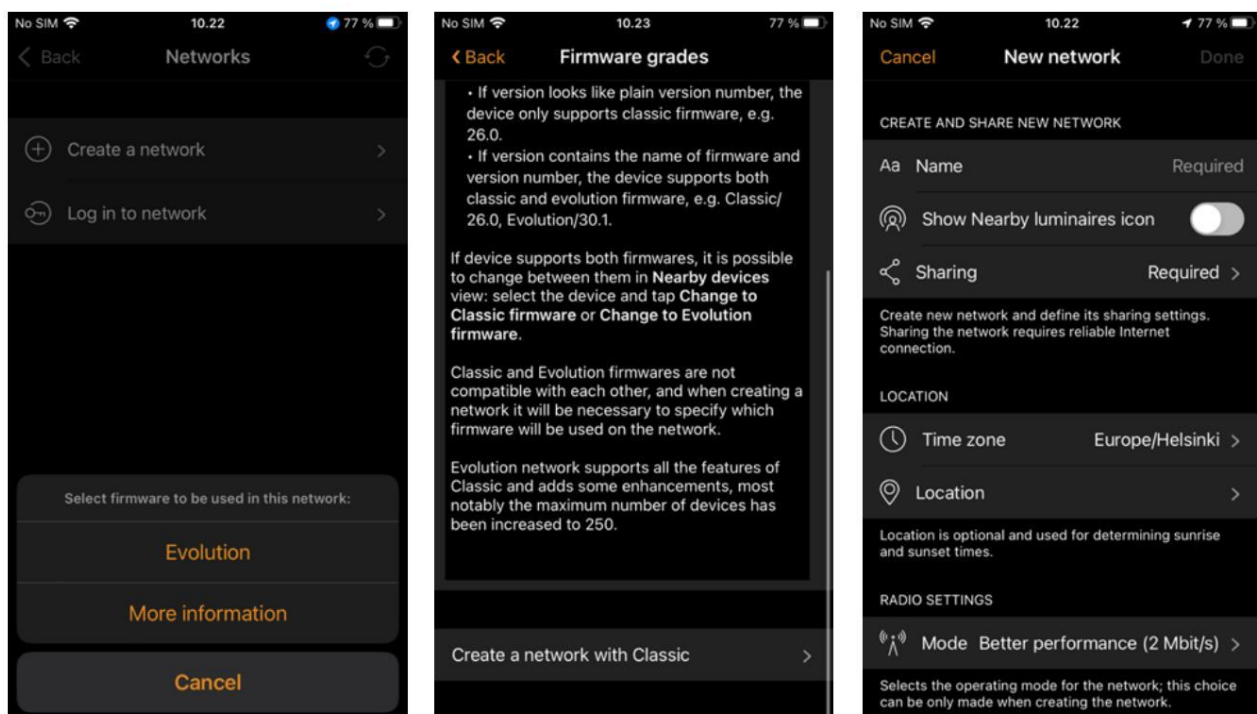 No SIM 10.22 77 %
Back Networks
Create a network
Log in to network
Select firmware to be used in this network:
Evolution
More information
Cancel
No SIM 10.23 77 %
Back Firmware grades
• If version looks like plain version number, the
device only supports classic firmware, e.g.
26.0.
• If version contains the name of firmware and
version number, the device supports both
classic and evolution firmware, e.g. Classic/
26.0, Evolution/30.1.
If device supports both firmwares, it is possible
to change between them in Nearby devices
view: select the device and tap Change to
Classic firmware or Change to Evolution
firmware.
Classic and Evolution firmwares are not
compatible with each other, and when creating a
network it will be necessary to specify which
firmware will be used on the network.
Evolution network supports all the features of
Classic and adds some enhancements, most
notably the maximum number of devices has
been increased to 250.
Create a network with Classic
No SIM 10.22 77 %
Cancel New network Done
CREATE AND SHARE NEW NETWORK
Aa Name Required
Show Nearby luminaires icon
Sharing Required
Create new network and define its sharing settings.
Sharing the network requires reliable Internet
connection.
LOCATION
Time zone Europe/Helsinki
Location
Location is optional and used for determining sunrise
and sunset times.
RADIO SETTINGS
Mode Better performance (2 Mbit/s)
Selects the operating mode for the network; this choice
can be only made when creating the network.